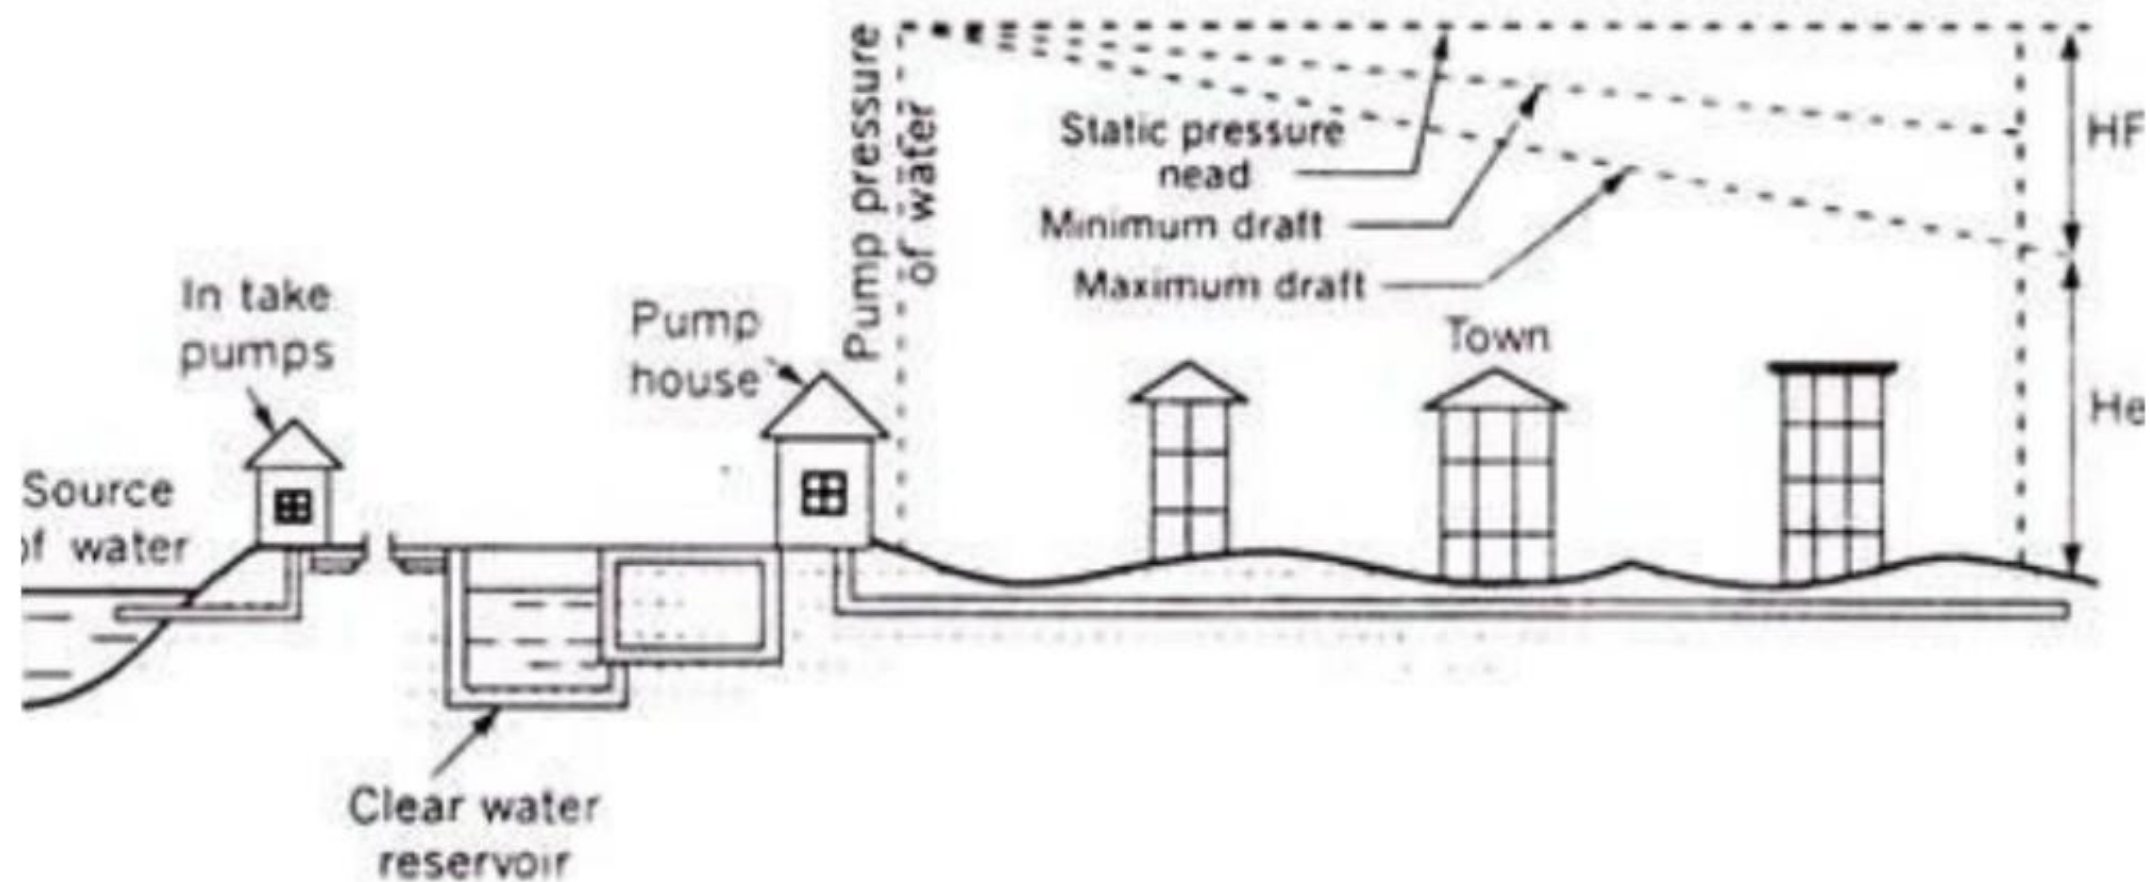 Pump pressure
of water
Static pressure
nead
Minimum draft
Maximum draft
HF
In take
pumps
Pump
house
Town
He
Source
of water
Clear water
reservoir